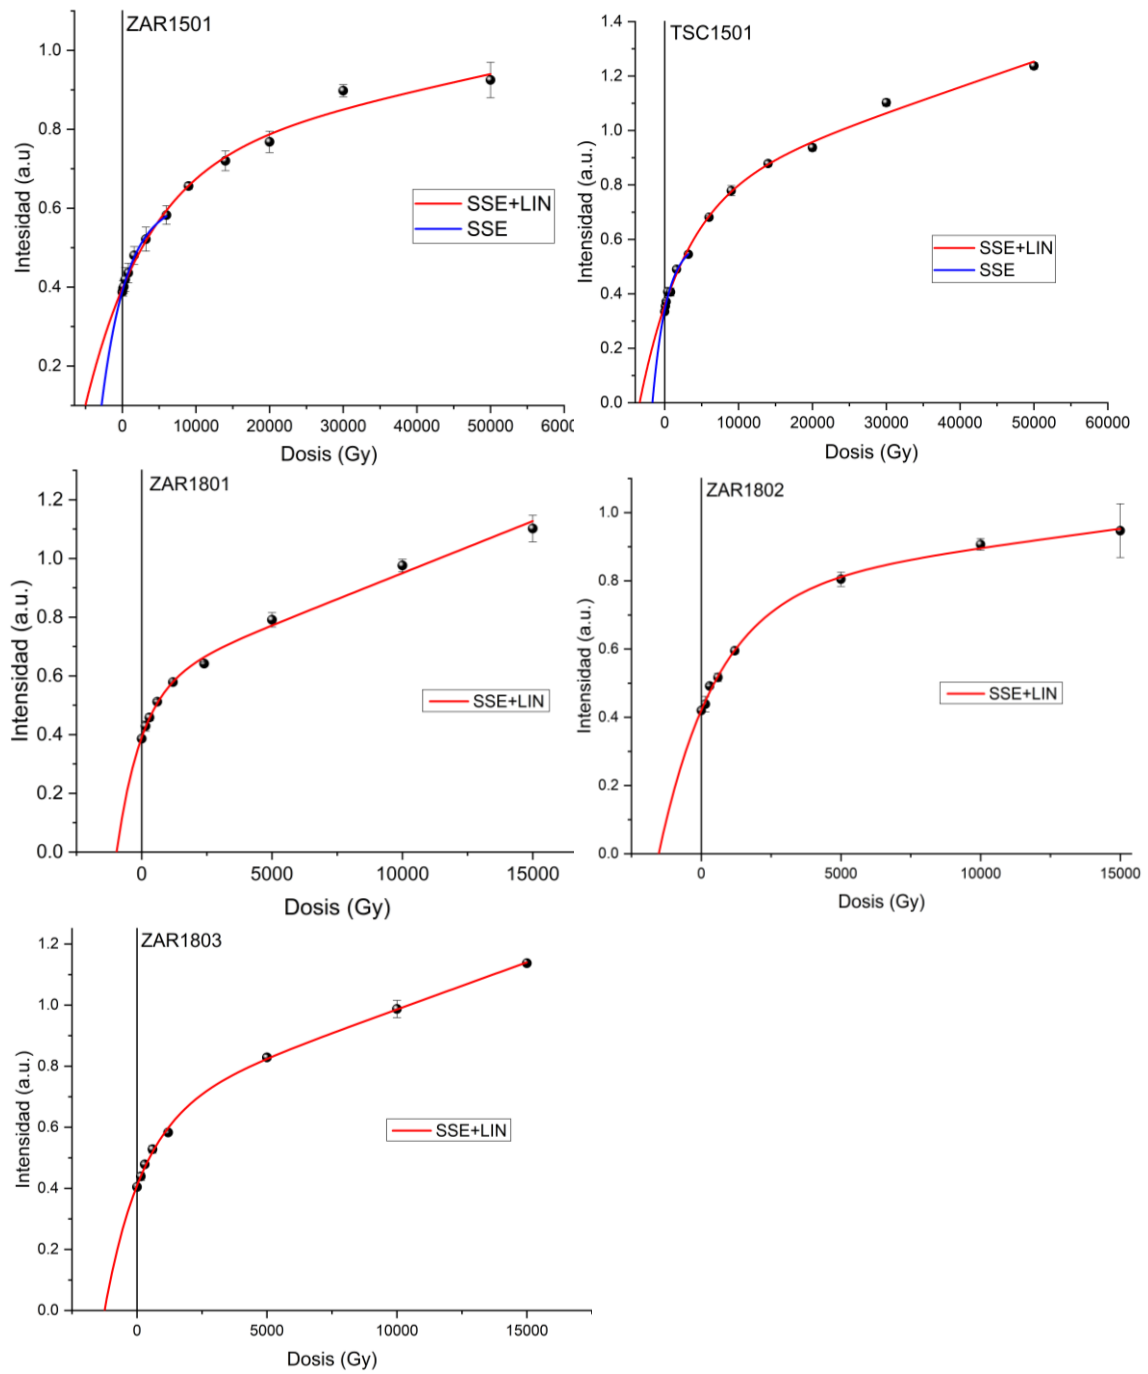 ZAR1501
1.0
0.8
0.6
0.4
0.2
Intesidad (a.u)
SSE+LIN
SSE
0 10000 20000 30000 40000 50000 6000
Dosis (Gy)
TSC1501
1.4
1.2
1.0
0.8
0.6
0.4
0.2
0.0
Intensidad (a.u.)
SSE+LIN
SSE
0 10000 20000 30000 40000 50000 60000
Dosis (Gy)
ZAR1801
1.2
1.0
0.8
0.6
0.4
0.2
0.0
Intensidad (a.u.)
SSE+LIN
0 5000 10000 15000
Dosis (Gy)
ZAR1802
1.0
0.8
0.6
0.4
0.2
0.0
Intensidad (a.u.)
SSE+LIN
0 5000 10000 15000
Dosis (Gy)
ZAR1803
1.2
1.0
0.8
0.6
0.4
0.2
0.0
Intensidad (a.u.)
SSE+LIN
0 5000 10000 15000
Dosis (Gy)